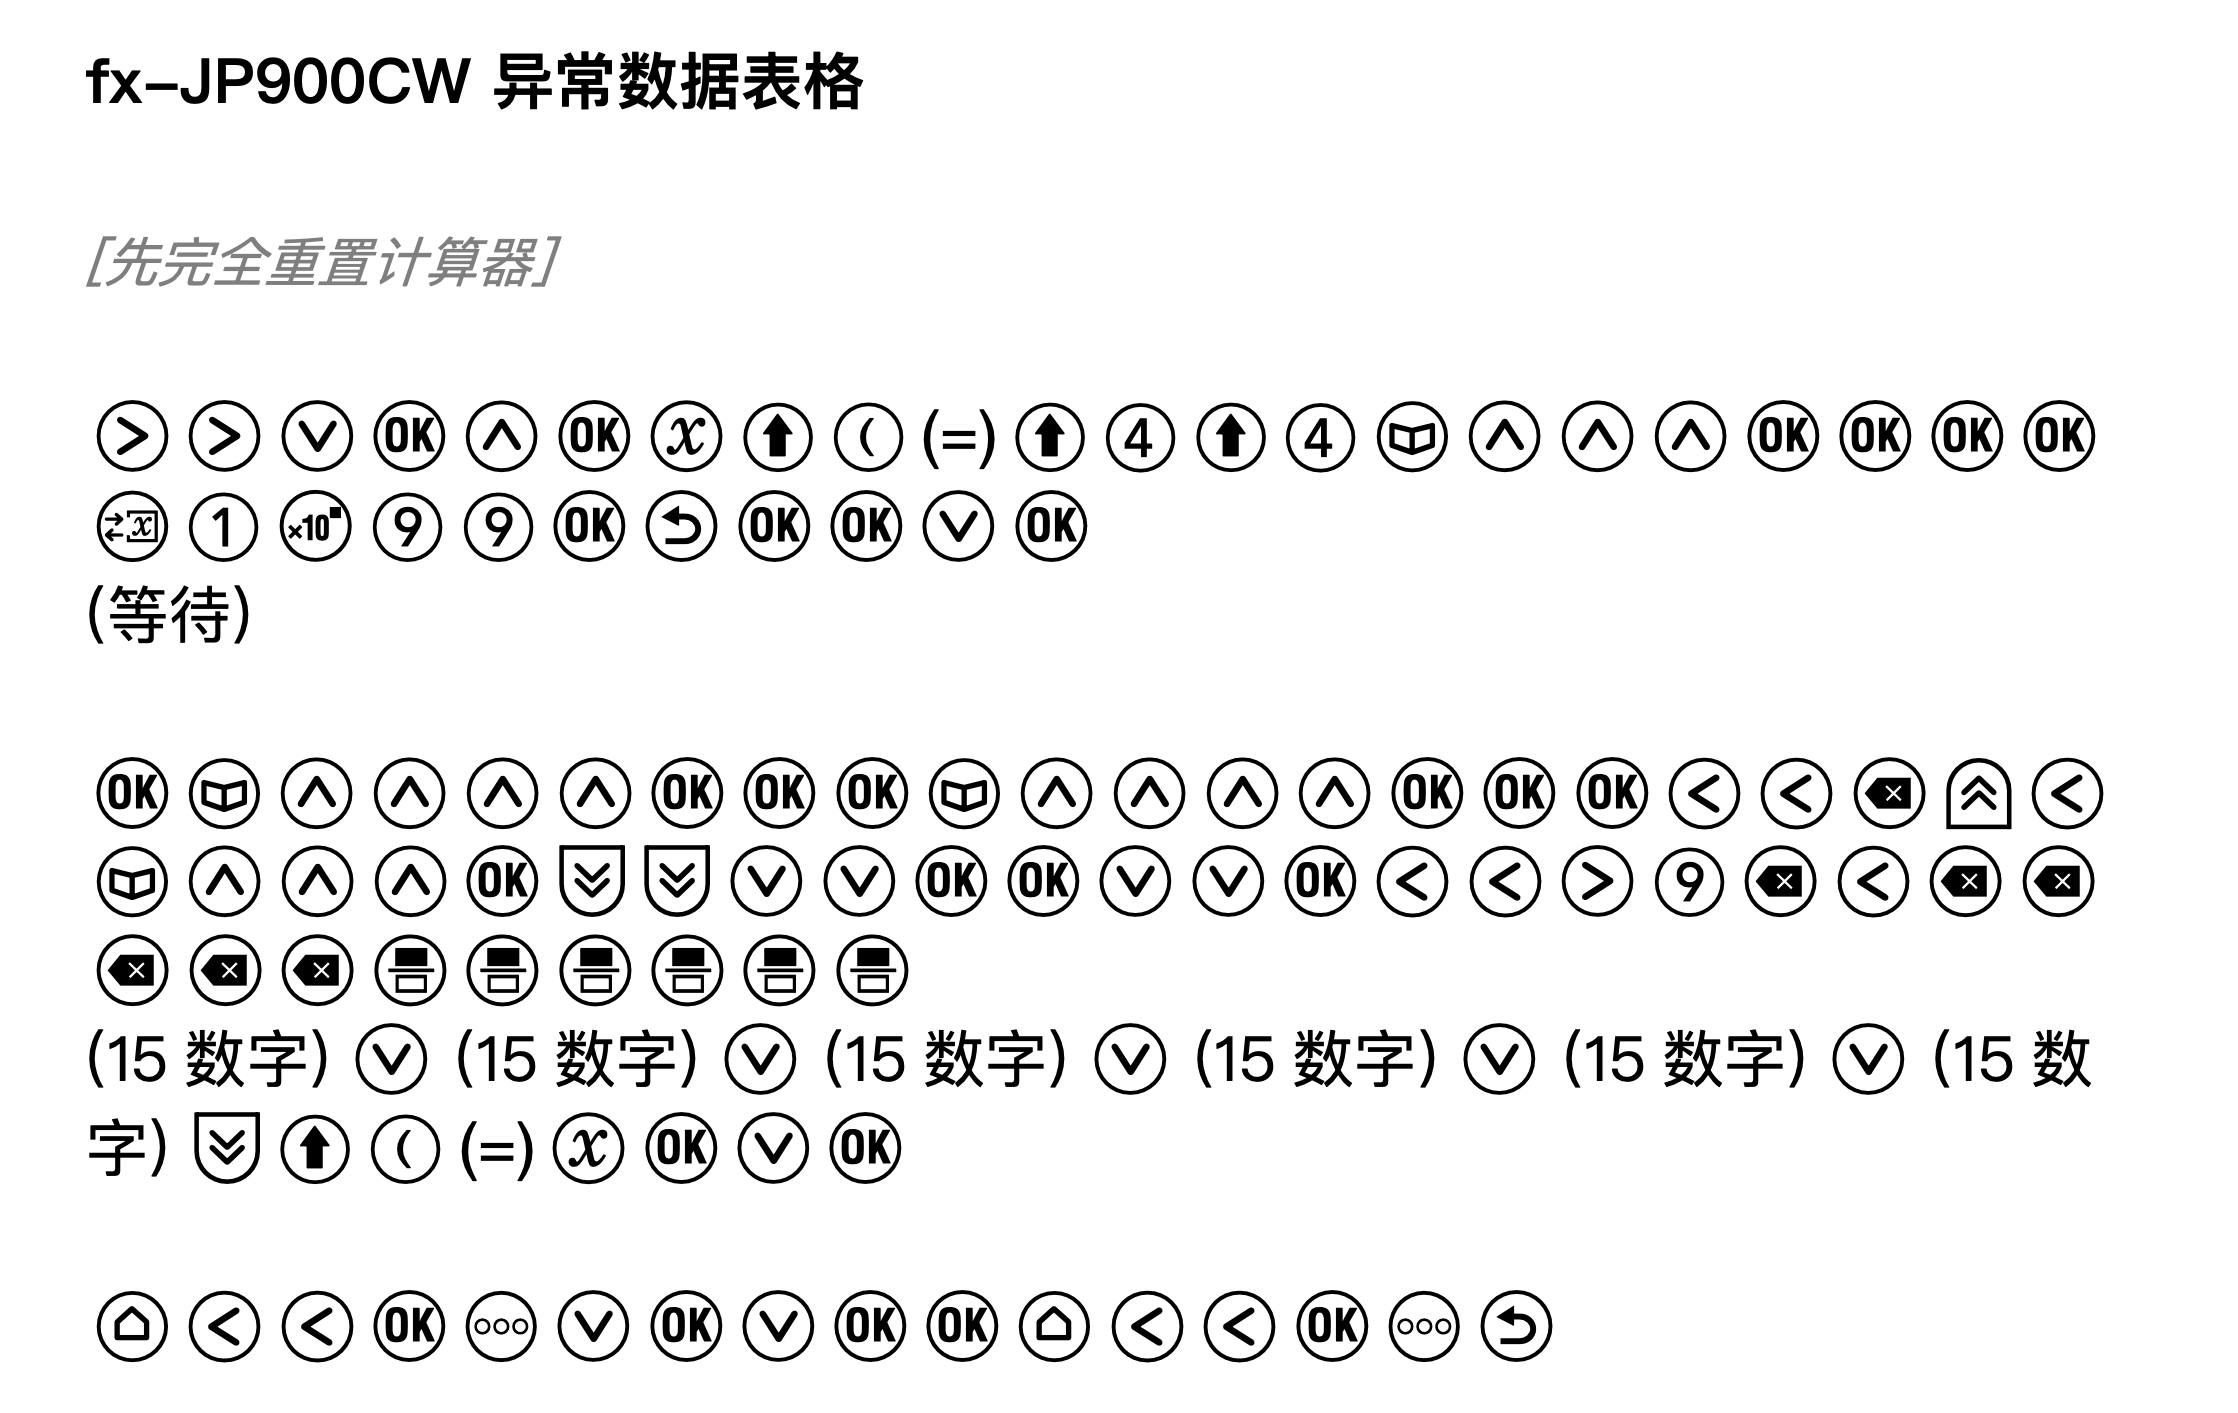 fx-JP900CW 异常数据表格
[先完全重置计算器]
> > ∨ OK ∧ OK x ⬆ ( (=) ⬆ 4 ⬆ 4 ∧ ∧ ∧ OK OK OK OK
x 1 ×10■ 9 9 OK ⮌ OK OK ∨ OK
(等待)
OK ∧ ∧ ∧ ∧ OK OK OK ∧ ∧ ∧ ∧ OK OK OK < < ⌫ ︽ <
∧ ∧ ∧ OK ︾ ︾ ∨ ∨ OK OK ∨ ∨ OK < < > 9 ⌫ < ⌫ ⌫
⌫ ⌫ ⌫
(15 数字) ∨ (15 数字) ∨ (15 数字) ∨ (15 数字) ∨ (15 数字) ∨ (15 数
字) ︾ ⬆ ( (=) x OK ∨ OK
⌂ < < OK ○○○ ∨ OK ∨ OK OK ⌂ < < OK ○○○ ⮌